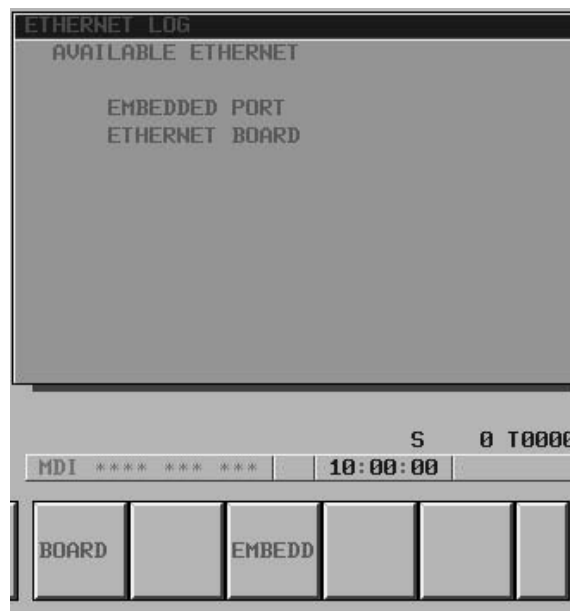 ETHERNET LOG
AVAILABLE ETHERNET
EMBEDDED PORT
ETHERNET BOARD
S 0 T0000
MDI **** *** *** 10:00:00
BOARD EMBEDD